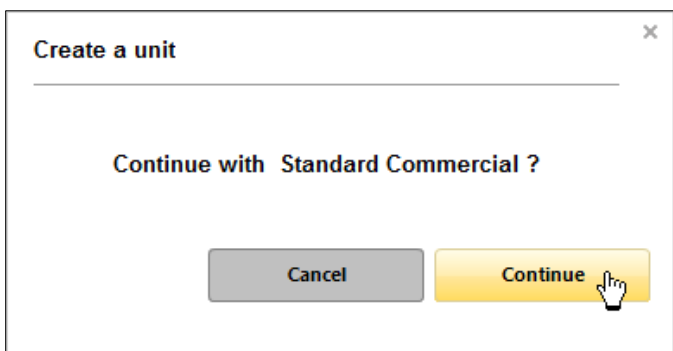 Create a unit
Continue with Standard Commercial ?
Cancel
Continue